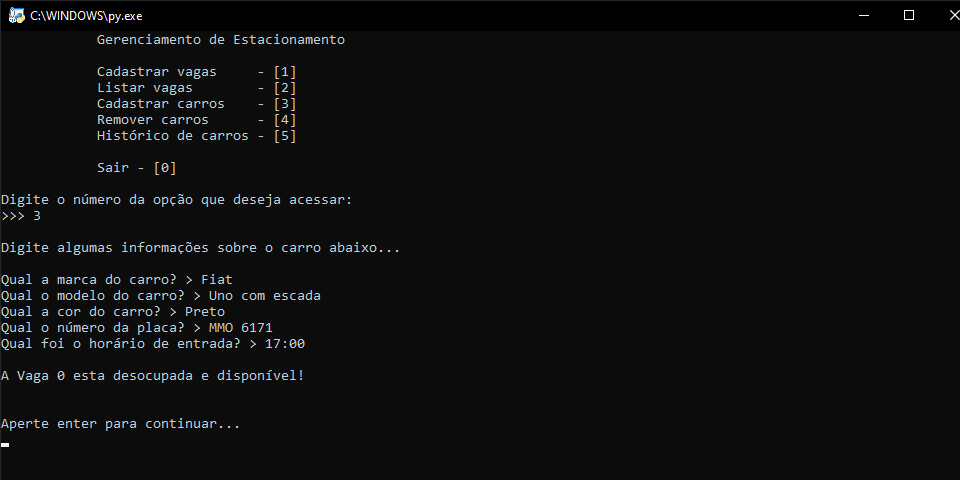 C:\WINDOWS\py.exe
Gerenciamento de Estacionamento
Cadastrar vagas - [1]
Listar vagas - [2]
Cadastrar carros - [3]
Remover carros - [4]
Histórico de carros - [5]
Sair - [0]
Digite o número da opção que deseja acessar:
>>> 3
Digite algumas informações sobre o carro abaixo...
Qual a marca do carro? > Fiat
Qual o modelo do carro? > Uno com escada
Qual a cor do carro? > Preto
Qual o número da placa? > MMO 6171
Qual foi o horário de entrada? > 17:00
A Vaga 0 esta desocupada e disponível!
Aperte enter para continuar...